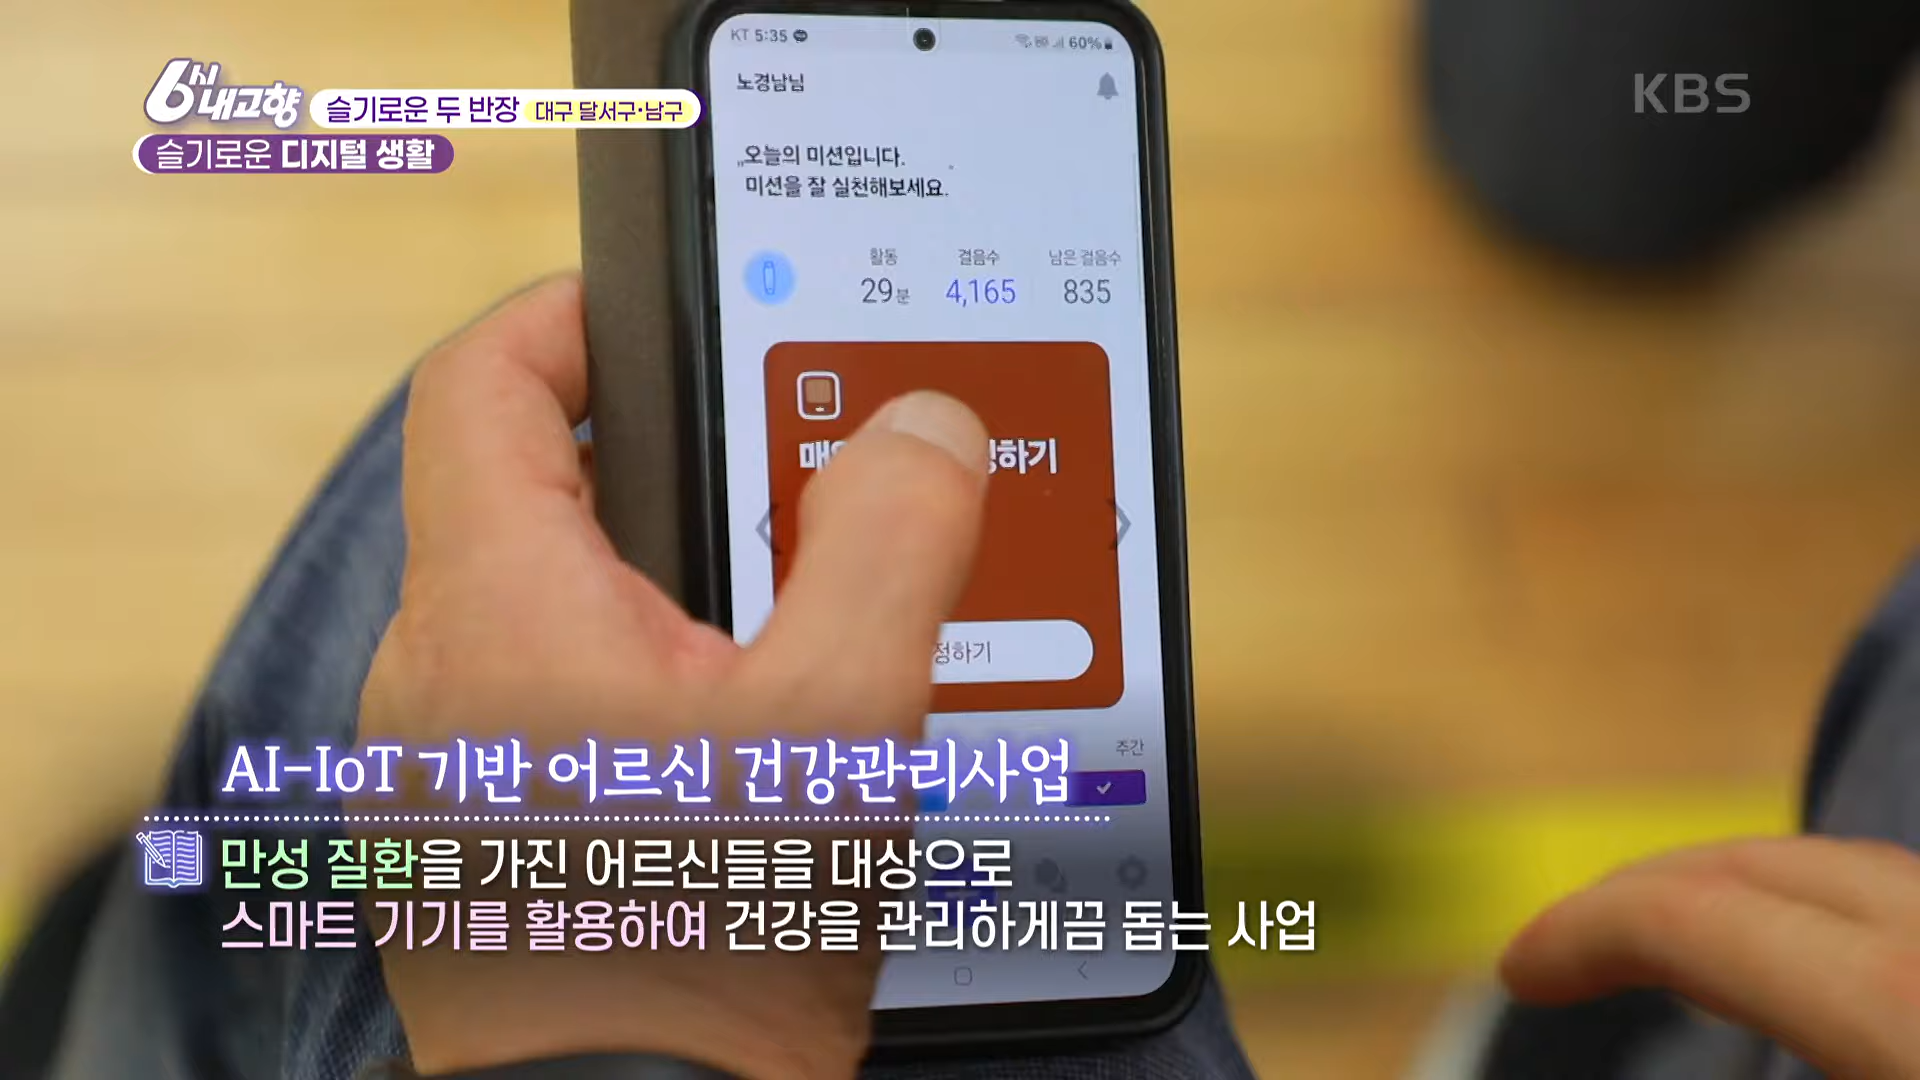 6시 내고향
슬기로운 두 반장 대구 달서구·남구
슬기로운 디지털 생활
KBS
KT 5:35
60%
노경남님
오늘의 미션입니다.
미션을 잘 실천해보세요.
활동 걸음수 남은 걸음수
29분 4,165 835
하기
정하기
주간
AI-IoT 기반 어르신 건강관리사업
만성 질환을 가진 어르신들을 대상으로
스마트 기기를 활용하여 건강을 관리하게끔 돕는 사업